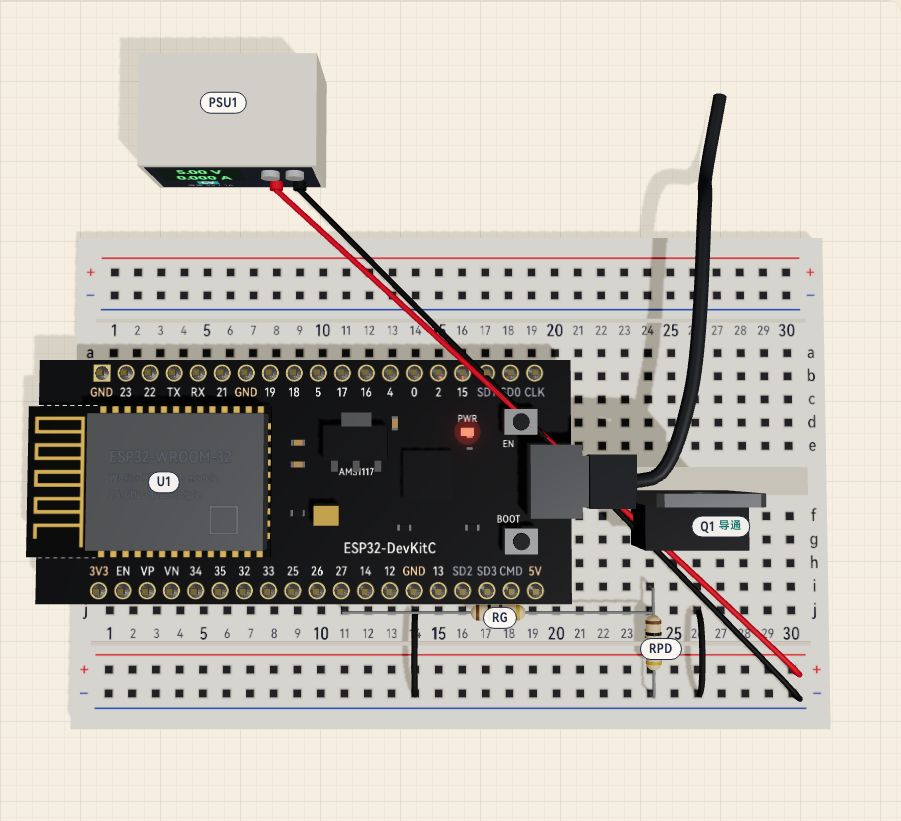 PSU1
5.00 V
0.000 A
+ +
− −
1 2 3 4 5 6 7 8 9 10 11 12 13 14 15 16 17 18 19 20 21 22 23 24 25 26 27 28 29 30
a a
GND 23 22 TX RX 21 GND 19 18 5 17 16 4 0 2 15 SD1 SD0 CLK
b
c
d
e
PWR
EN
ESP32-WROOM-32
U1
AMS1117
BOOT
ESP32-DevKitC
Q1 导通
f
g
h
i
3V3 EN VP VN 34 35 32 33 25 26 27 14 12 GND 13 SD2 SD3 CMD 5V
j j
RG
1 2 3 4 5 6 7 8 9 10 11 12 13 14 15 16 17 18 19 20 21 22 23 24 25 26 27 28 29 30
RPD
+ +
− −